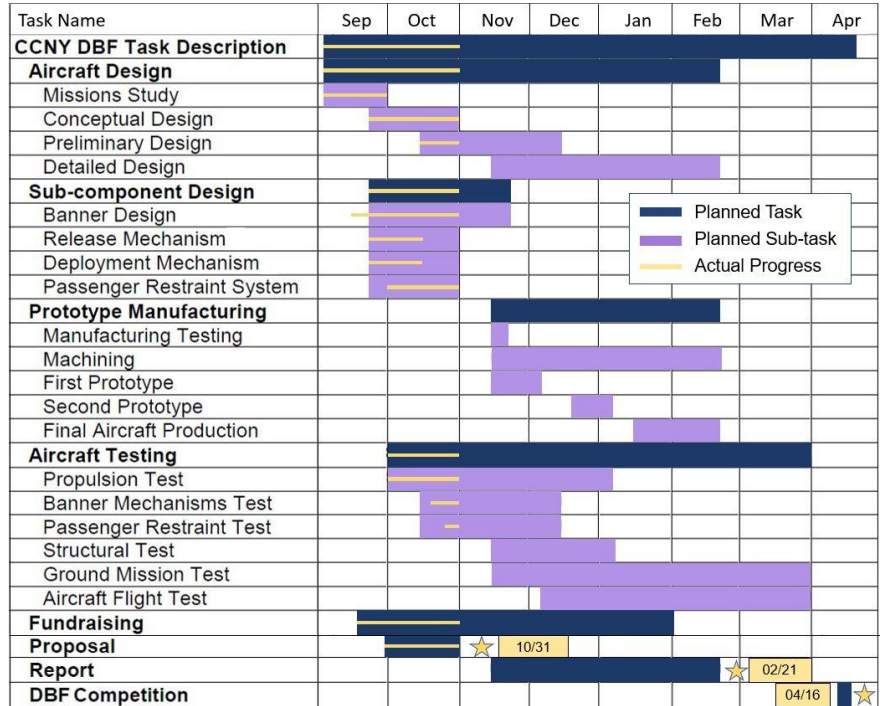 Task Name Sep Oct Nov Dec Jan Feb Mar Apr
CCNY DBF Task Description
Aircraft Design
Missions Study
Conceptual Design
Preliminary Design
Detailed Design
Sub-component Design
Banner Design
Release Mechanism
Deployment Mechanism
Passenger Restraint System
Planned Task
Planned Sub-task
Actual Progress
Prototype Manufacturing
Manufacturing Testing
Machining
First Prototype
Second Prototype
Final Aircraft Production
Aircraft Testing
Propulsion Test
Banner Mechanisms Test
Passenger Restraint Test
Structural Test
Ground Mission Test
Aircraft Flight Test
Fundraising
Proposal 10/31
Report 02/21
DBF Competition 04/16